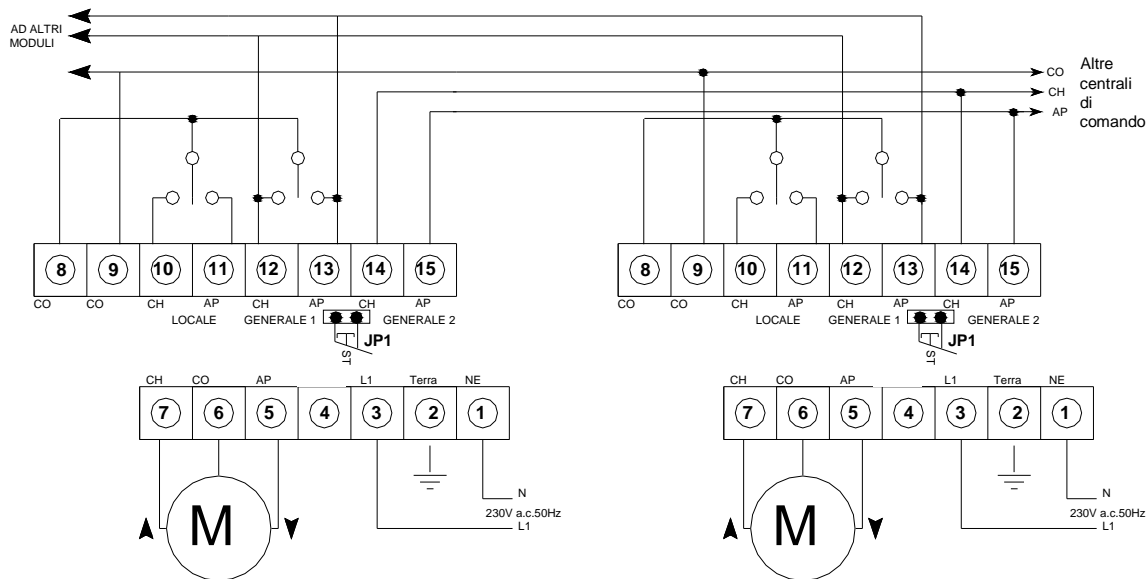 AD ALTRI
MODULI
CO
CH
AP
Altre
centrali
di
comando
8 9 10 11 12 13 14 15
CO CO CH AP CH AP CH AP
LOCALE GENERALE 1 GENERALE 2
JP1
ST
CH CO AP L1 Terra NE
7 6 5 4 3 2 1
M
N
230V a.c.50Hz
L1
8 9 10 11 12 13 14 15
CO CO CH AP CH AP CH AP
LOCALE GENERALE 1 GENERALE 2
JP1
ST
CH CO AP L1 Terra NE
7 6 5 4 3 2 1
M
N
230V a.c.50Hz
L1